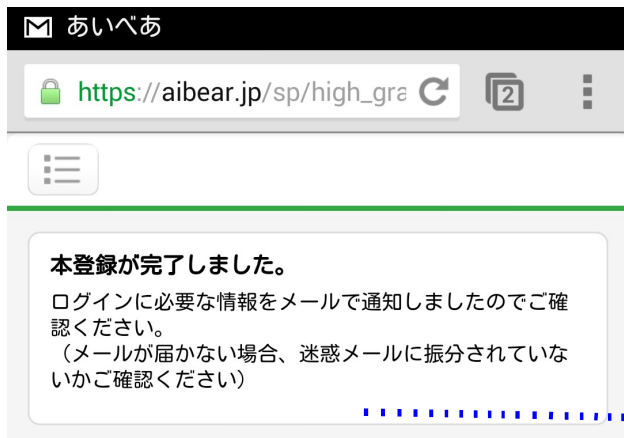 あいべあ
https://aibear.jp/sp/high_gra
2
本登録が完了しました。
ログインに必要な情報をメールで通知しましたのでご確
認ください。
（メールが届かない場合、迷惑メールに振分されていな
いかご確認ください）